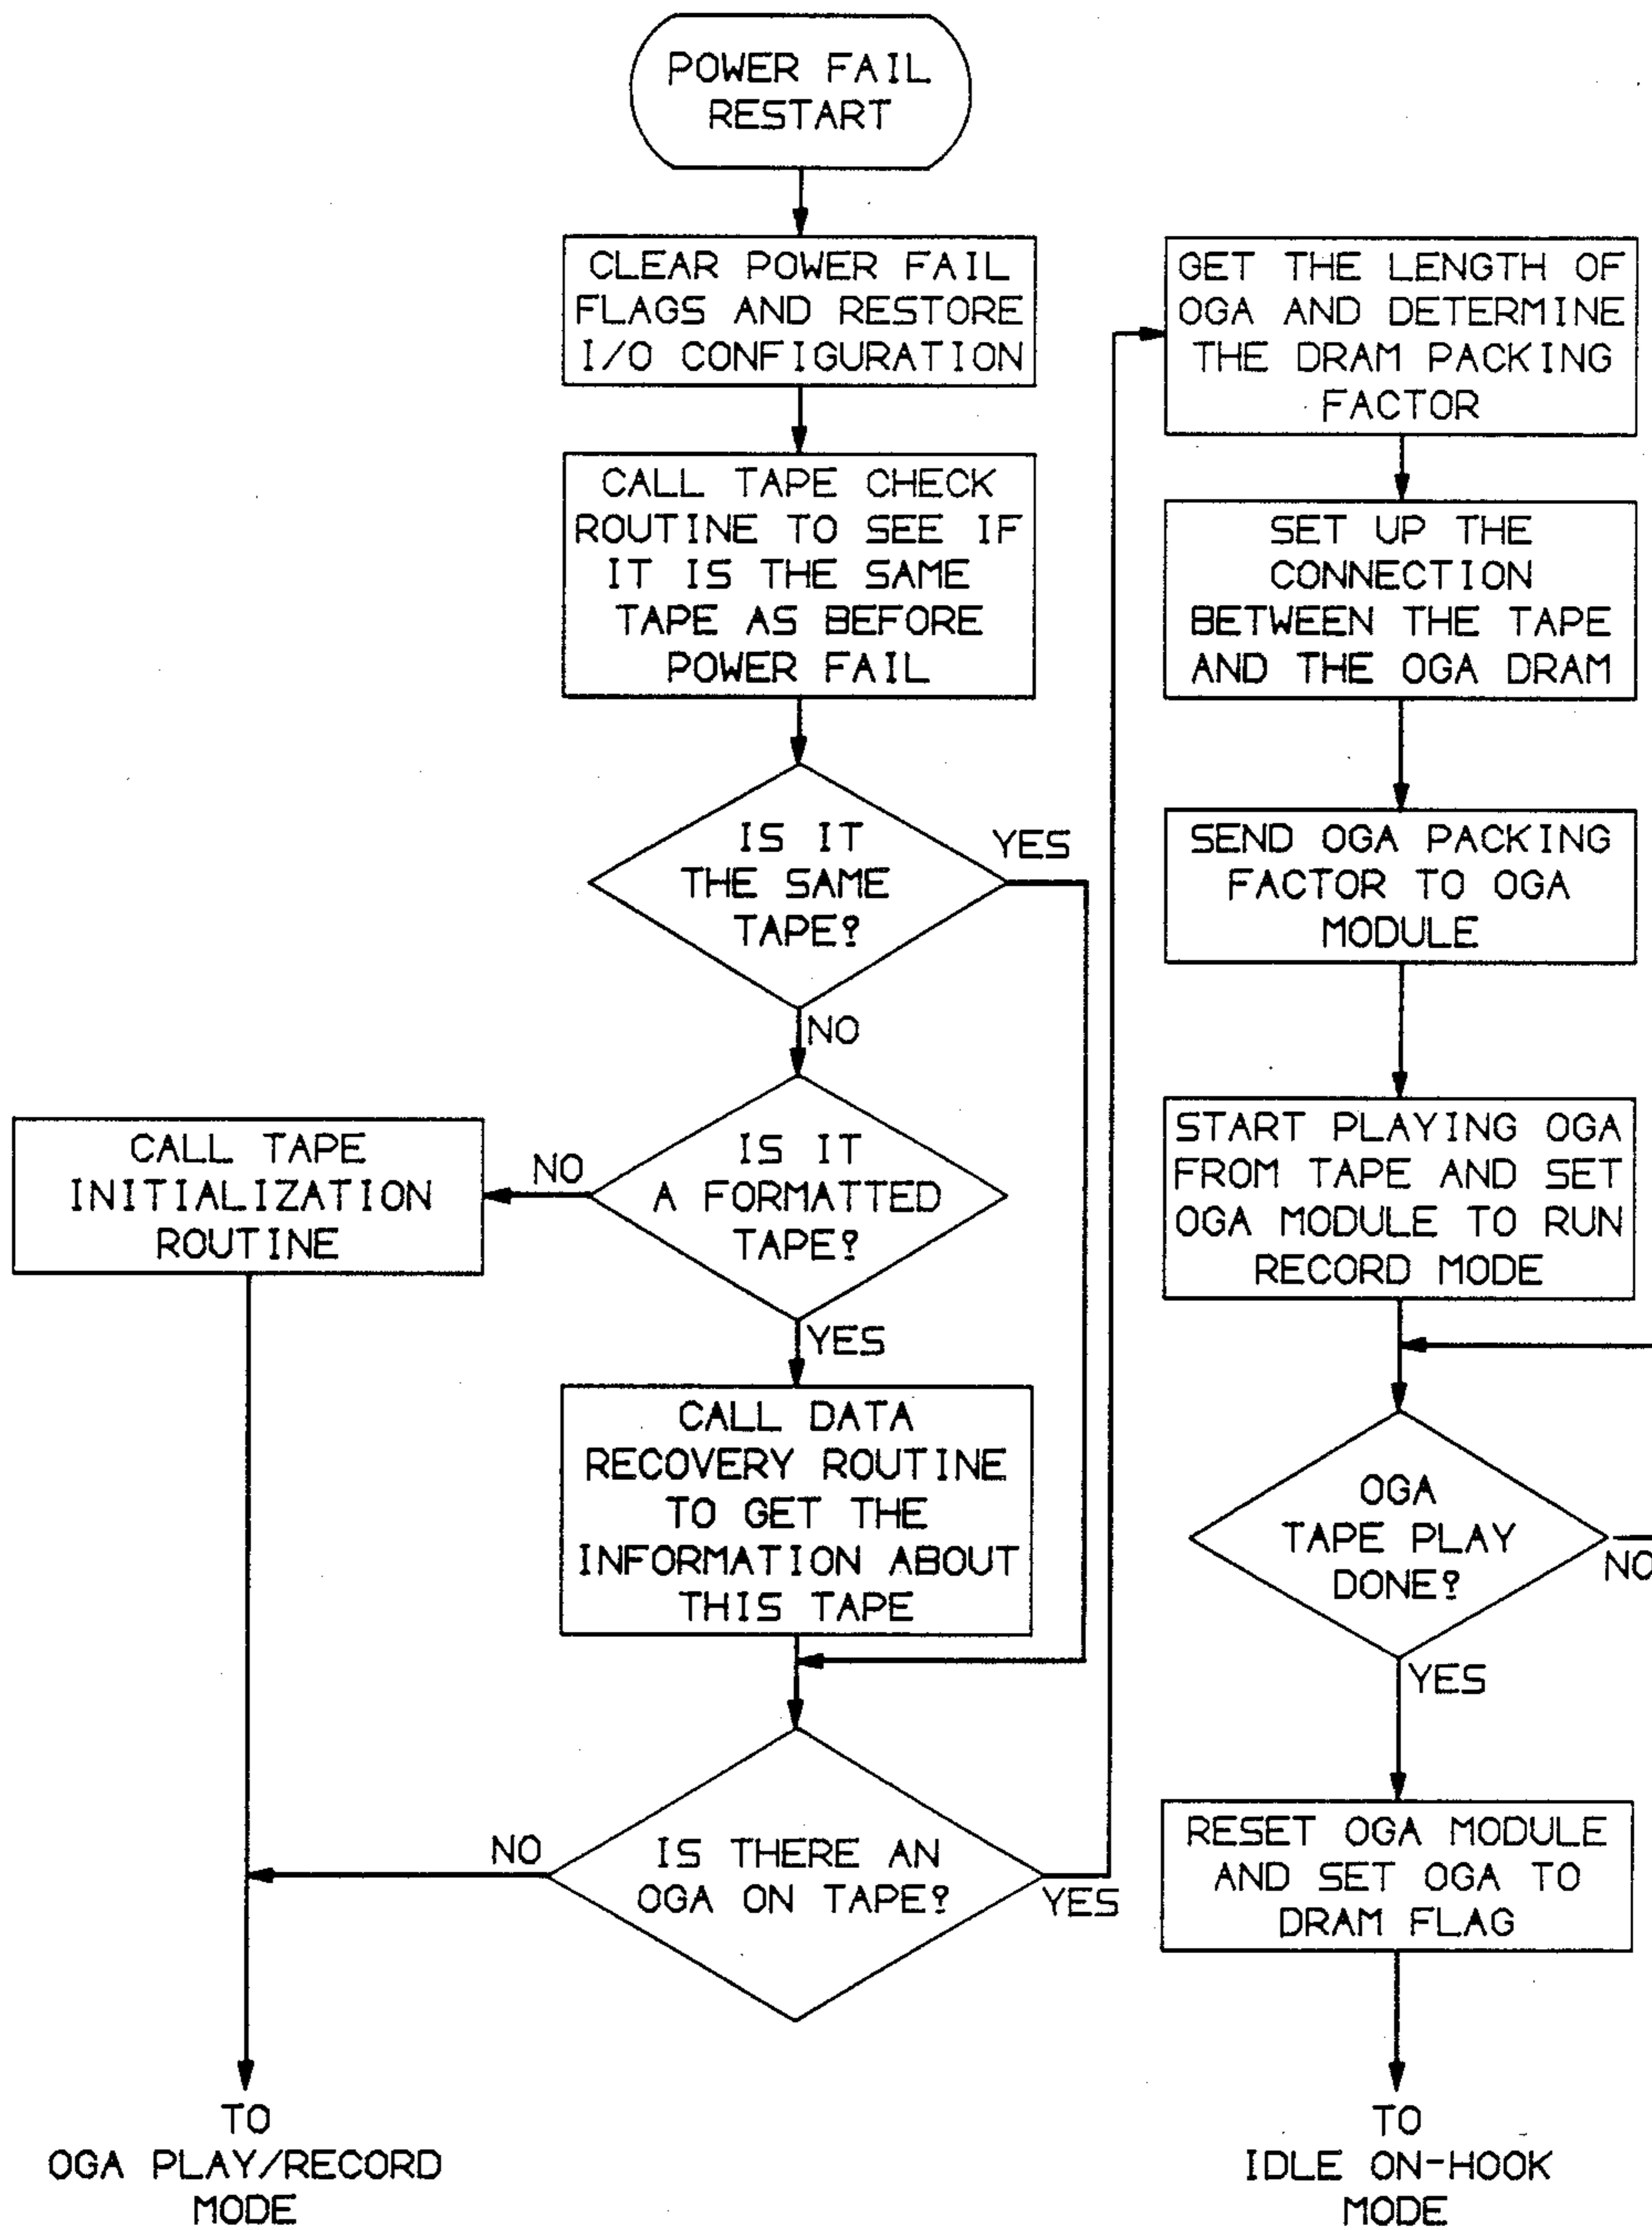 POWER FAIL
RESTART
CLEAR POWER FAIL
FLAGS AND RESTORE
I/O CONFIGURATION
CALL TAPE CHECK
ROUTINE TO SEE IF
IT IS THE SAME
TAPE AS BEFORE
POWER FAIL
IS IT
THE SAME
TAPE?
YES
NO
IS IT
A FORMATTED
TAPE?
NO
CALL TAPE
INITIALIZATION
ROUTINE
YES
CALL DATA
RECOVERY ROUTINE
TO GET THE
INFORMATION ABOUT
THIS TAPE
IS THERE AN
OGA ON TAPE?
NO
YES
TO
OGA PLAY/RECORD
MODE
GET THE LENGTH OF
OGA AND DETERMINE
THE DRAM PACKING
FACTOR
SET UP THE
CONNECTION
BETWEEN THE TAPE
AND THE OGA DRAM
SEND OGA PACKING
FACTOR TO OGA
MODULE
START PLAYING OGA
FROM TAPE AND SET
OGA MODULE TO RUN
RECORD MODE
OGA
TAPE PLAY
DONE?
NO
YES
RESET OGA MODULE
AND SET OGA TO
DRAM FLAG
TO
IDLE ON-HOOK
MODE